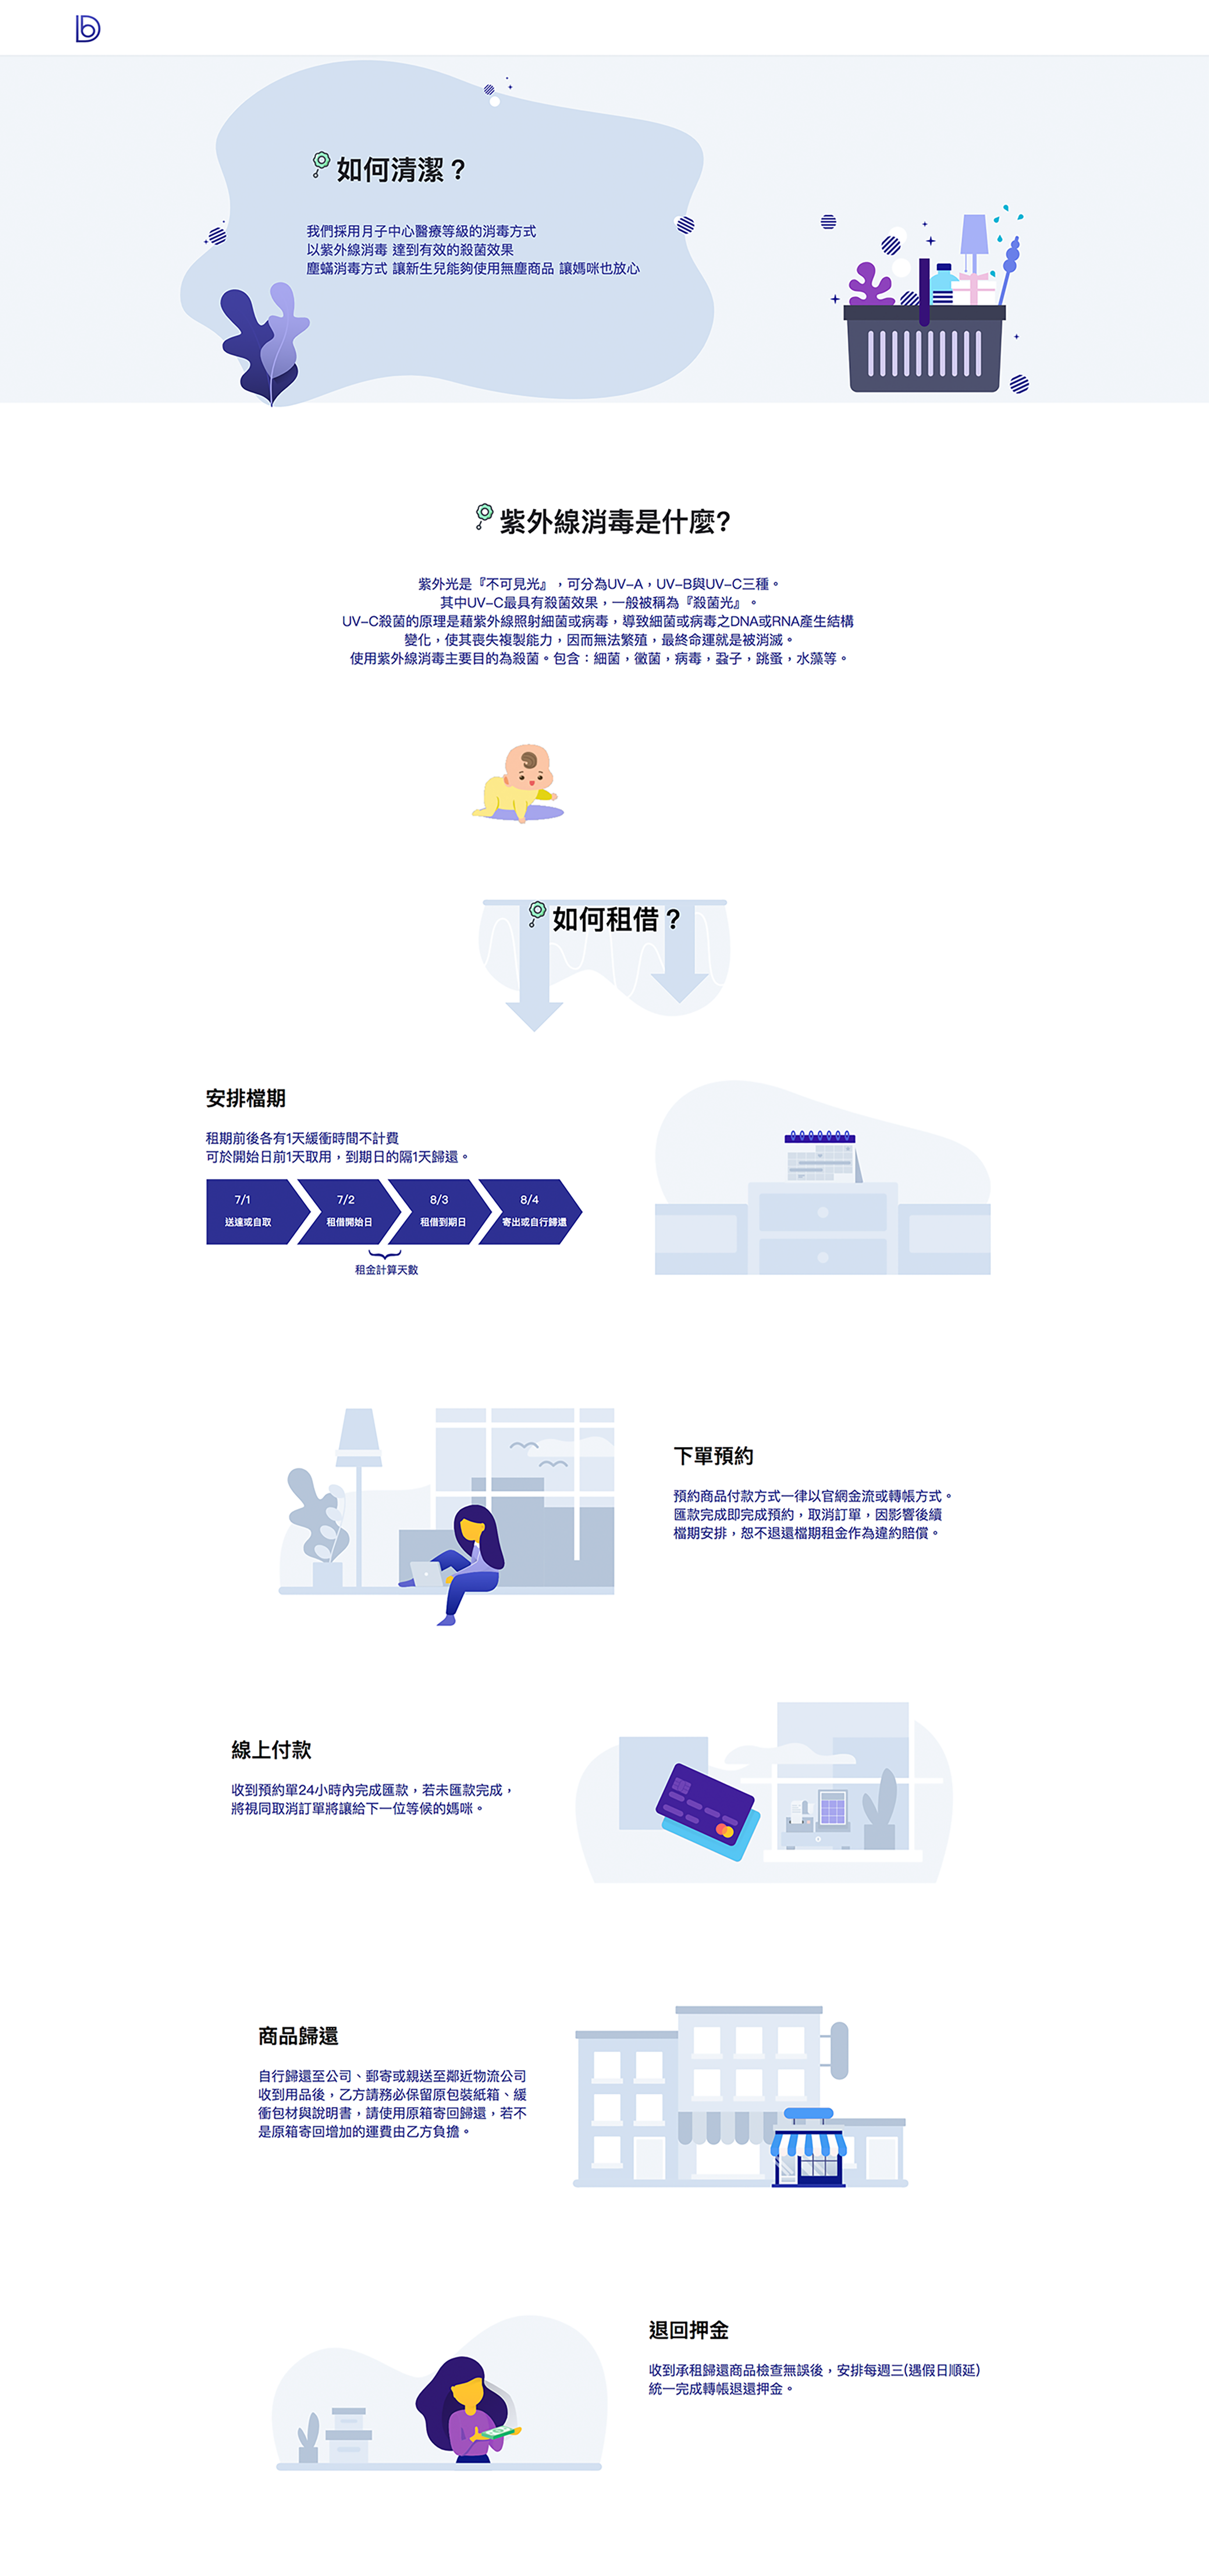 如何清潔？
我們採用月子中心醫療等級的消毒方式
以紫外線消毒 達到有效的殺菌效果
塵蟎消毒方式 讓新生兒能夠使用無塵商品 讓媽咪也放心
紫外線消毒是什麼?
紫外光是『不可見光』，可分為UV-A，UV-B與UV-C三種。
其中UV-C最具有殺菌效果，一般被稱為『殺菌光』。
UV-C殺菌的原理是藉紫外線照射細菌或病毒，導致細菌或病毒之DNA或RNA產生結構
變化，使其喪失複製能力，因而無法繁殖，最終命運就是被消滅。
使用紫外線消毒主要目的為殺菌。包含：細菌，黴菌，病毒，蝨子，跳蚤，水藻等。
如何租借？
安排檔期
租期前後各有1天緩衝時間不計費
可於開始日前1天取用，到期日的隔1天歸還。
7/1
送達或自取
7/2
租借開始日
8/3
租借到期日
8/4
寄出或自行歸還
租金計算天數
下單預約
預約商品付款方式一律以官網金流或轉帳方式。
匯款完成即完成預約，取消訂單，因影響後續
檔期安排，恕不退還檔期租金作為違約賠償。
線上付款
收到預約單24小時內完成匯款，若未匯款完成，
將視同取消訂單將讓給下一位等候的媽咪。
商品歸還
自行歸還至公司、郵寄或親送至鄰近物流公司
收到用品後，乙方請務必保留原包裝紙箱、緩
衝包材與說明書，請使用原箱寄回歸還，若不
是原箱寄回增加的運費由乙方負擔。
退回押金
收到承租歸還商品檢查無誤後，安排每週三(遇假日順延)
統一完成轉帳退還押金。